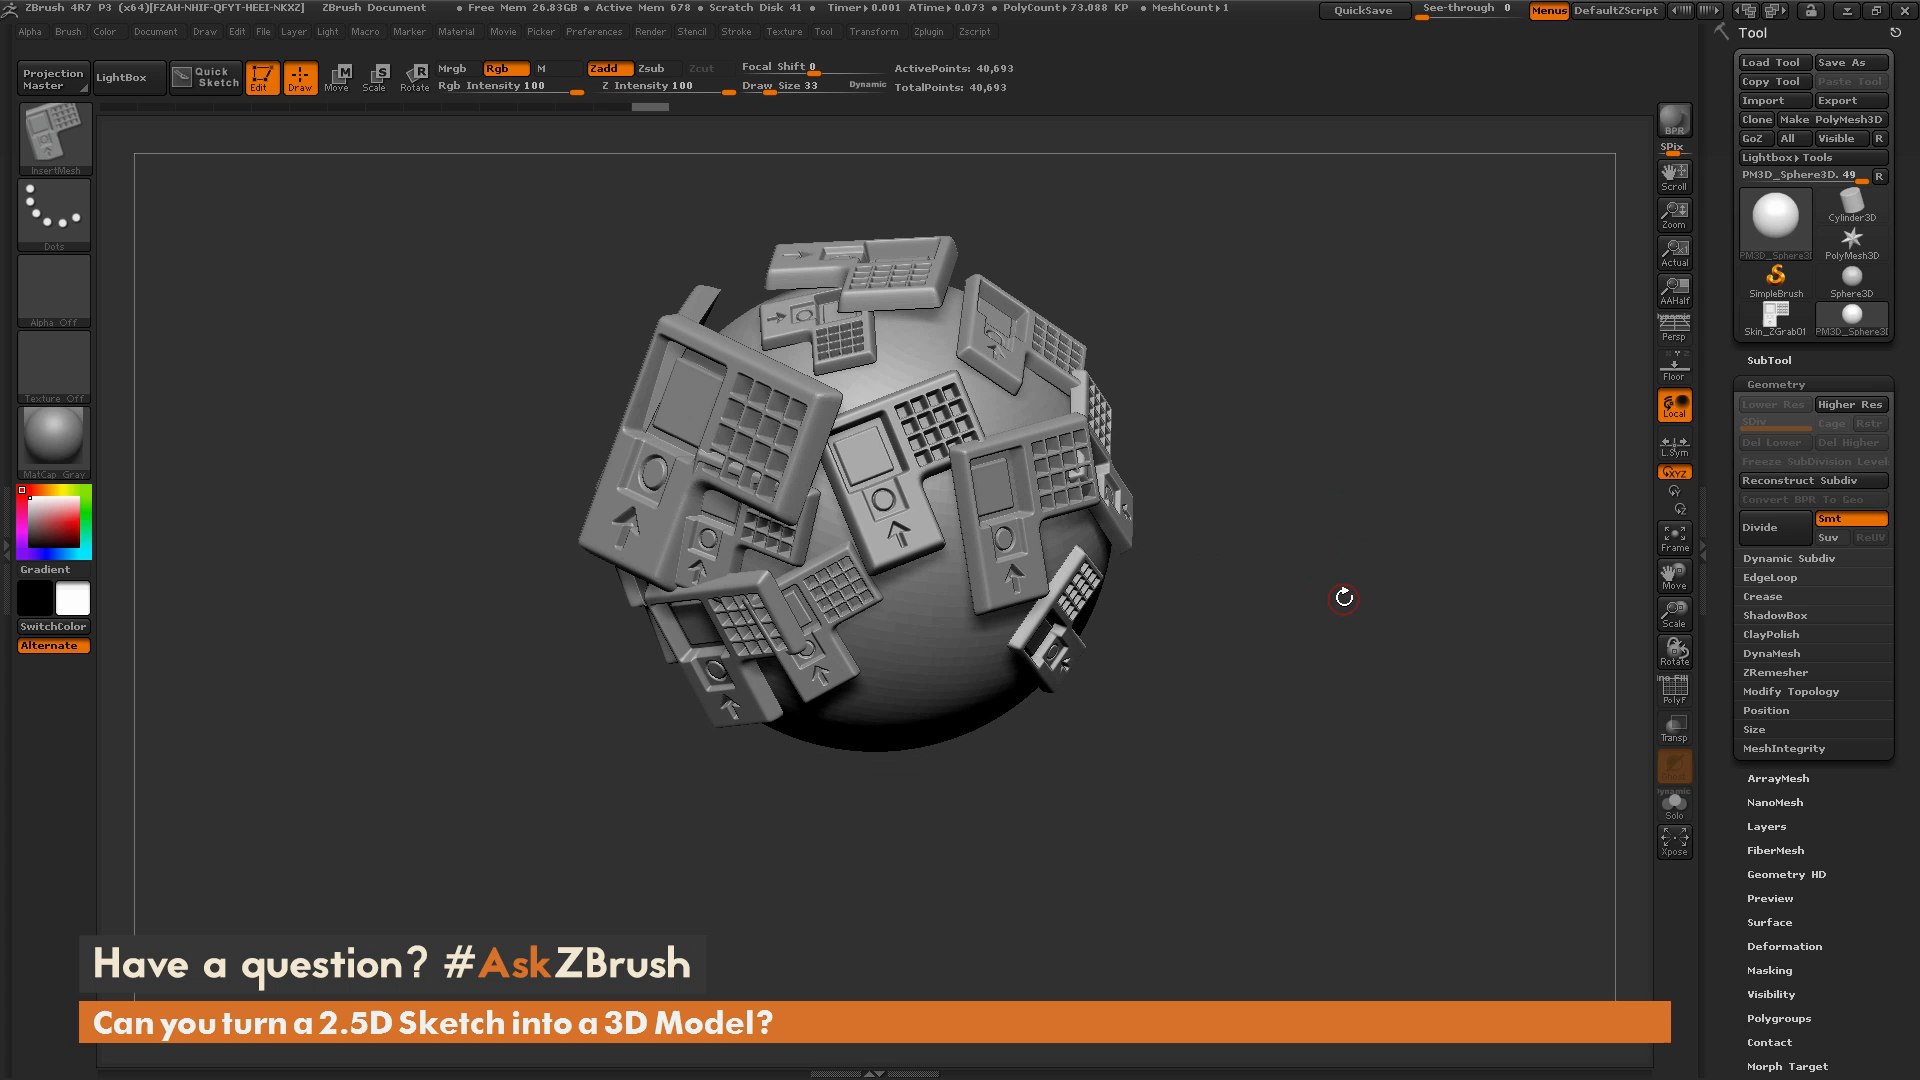 ZBrush 4R7 P3 (x64)[FZAH-NHIF-QFYT-HEEI-NKXZ] ZBrush Document • Free Mem 26.83GB • Active Mem 678 • Scratch Disk 41 • Timer▸0.001 ATime▸0.073 • PolyCount▸73.088 KP • MeshCount▸1 QuickSave See-through 0 Menus DefaultZScript
Alpha Brush Color Document Draw Edit File Layer Light Macro Marker Material Movie Picker Preferences Render Stencil Stroke Texture Tool Transform Zplugin Zscript
Projection Master
LightBox
Quick Sketch
Edit
Draw
Move
Scale
Rotate
Mrgb Rgb M
Rgb Intensity 100
Zadd Zsub Zcut
Z Intensity 100
Focal Shift 0
Draw Size 33 Dynamic
ActivePoints: 40,693
TotalPoints: 40,693
InsertMesh
Dots
Alpha Off
Texture Off
MatCap Gray
Gradient
SwitchColor
Alternate
BPR
SPix
Scroll
Zoom
Actual
AAHalf
Dynamic
Persp
Floor
Local
L.Sym
XYZ
Frame
Move
Scale
Rotate
PolyF
Transp
Ghost
Dynamic
Solo
Xpose
Tool
Load Tool Save As
Copy Tool Paste Tool
Import Export
Clone Make PolyMesh3D
GoZ All Visible R
Lightbox▸Tools
PM3D_Sphere3D. 49 R
Cylinder3D
PM3D_Sphere3D PolyMesh3D
SimpleBrush Sphere3D
Skin_ZGrab01 PM3D_Sphere3D
SubTool
Geometry
Lower Res Higher Res
SDiv Cage Rstr
Del Lower Del Higher
Freeze SubDivision Level
Reconstruct Subdiv
Convert BPR To Geo
Divide Smt
Suv ReUV
Dynamic Subdiv
EdgeLoop
Crease
ShadowBox
ClayPolish
DynaMesh
ZRemesher
Modify Topology
Position
Size
MeshIntegrity
ArrayMesh
NanoMesh
Layers
FiberMesh
Geometry HD
Preview
Surface
Deformation
Masking
Visibility
Polygroups
Contact
Morph Target
Have a question? #AskZBrush
Can you turn a 2.5D Sketch into a 3D Model?